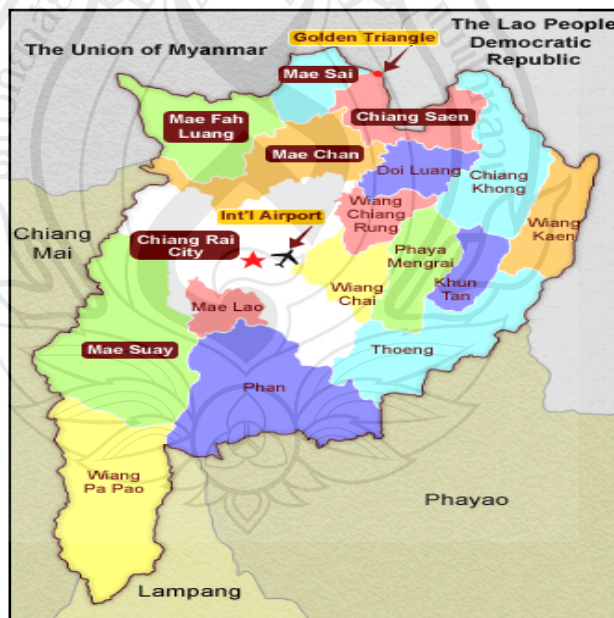 The Union of Myanmar
Golden Triangle
The Lao People
Democratic
Republic
Mae Sai
Mae Fah
Luang
Chiang Saen
Mae Chan
Doi Luang
Chiang
Khong
Chiang
Mai
Int'l Airport
Wiang
Chiang
Rung
Wiang
Kaen
Chiang Rai
City
Phaya
Mengrai
Khun
Tan
Wiang
Chai
Mae Lao
Mae Suay
Thoeng
Phan
Wiang
Pa Pao
Phayao
Lampang